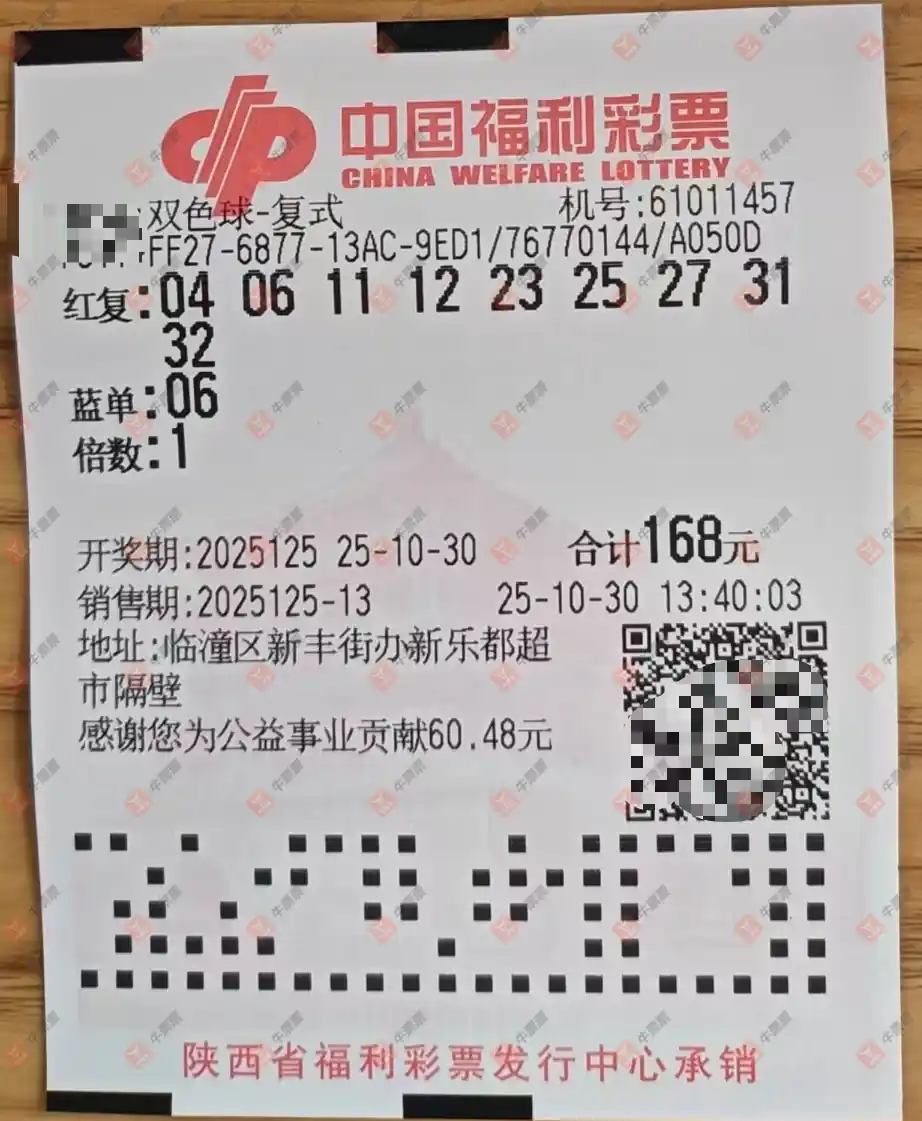 中国福利彩票
CHINA WELFARE LOTTERY
双色球-复式 机号:61011457
FF27-6877-13AC-9ED1/76770144/A050D
红复:04 06 11 12 23 25 27 31
32
蓝单:06
倍数:1
开奖期:2025125 25-10-30 合计168元
销售期:2025125-13 25-10-30 13:40:03
地址:临潼区新丰街办新乐都超
市隔壁
感谢您为公益事业贡献60.48元
陕西省福利彩票发行中心承销